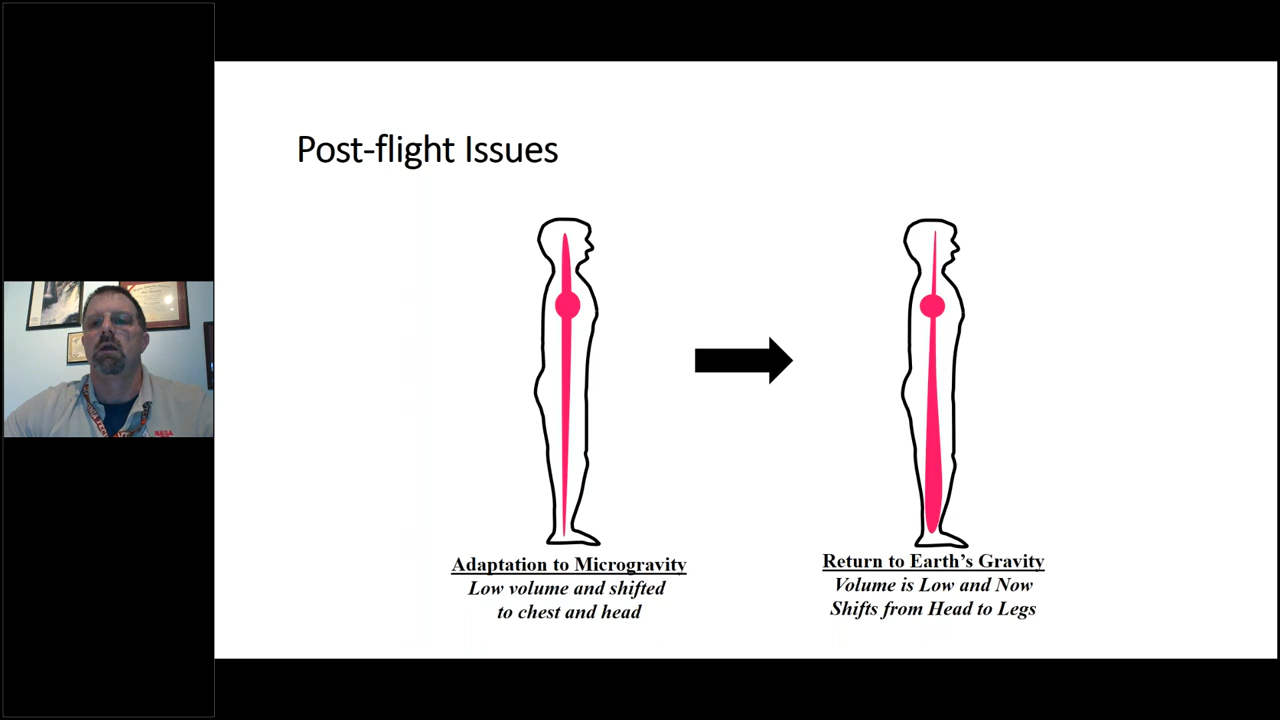 Post-flight Issues
Adaptation to Microgravity
Low volume and shifted
to chest and head
Return to Earth's Gravity
Volume is Low and Now
Shifts from Head to Legs
NASA